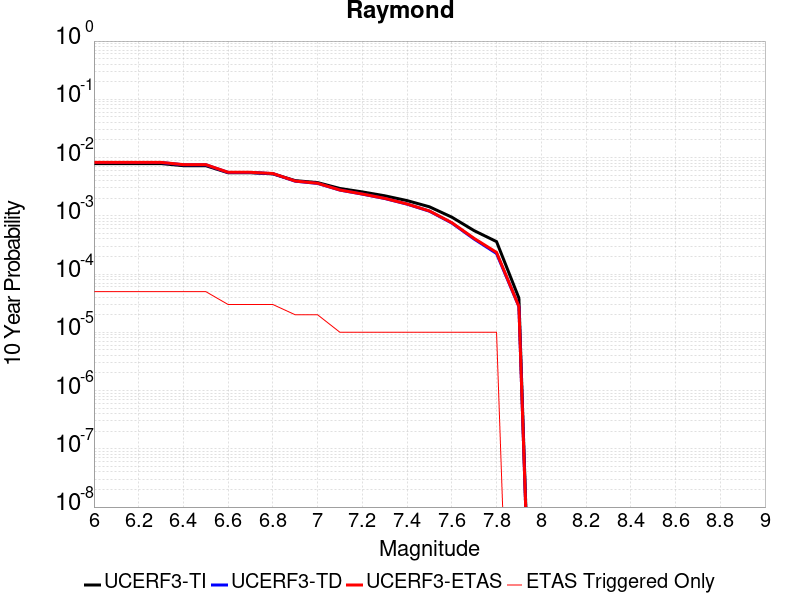 Raymond
10^0
10^-1
10^-2
10^-3
10^-4
10^-5
10^-6
10^-7
10^-8
10 Year Probability
6 6.2 6.4 6.6 6.8 7 7.2 7.4 7.6 7.8 8 8.2 8.4 8.6 8.8 9
Magnitude
UCERF3-TI UCERF3-TD UCERF3-ETAS ETAS Triggered Only